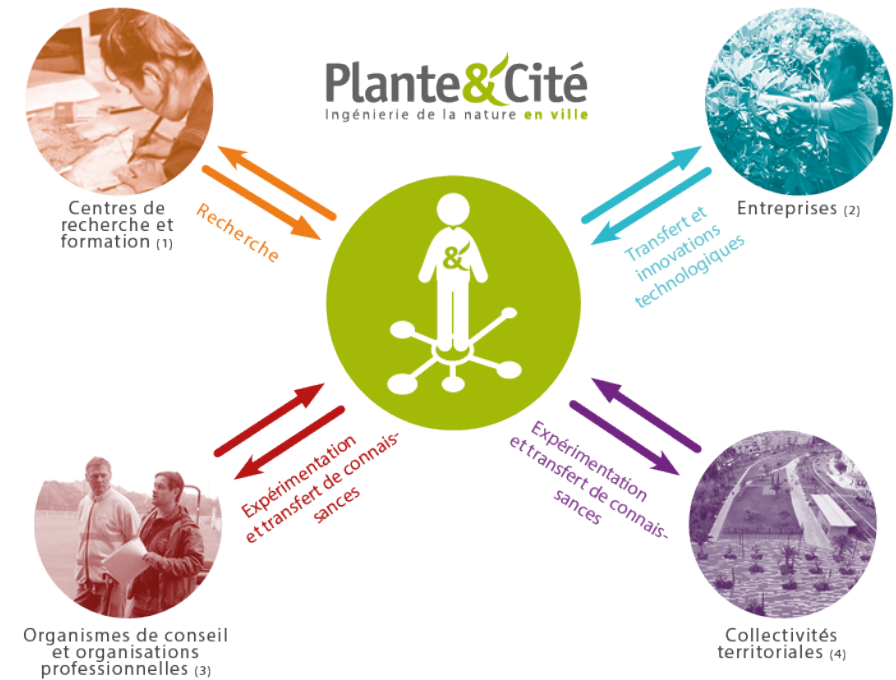 Plante&Cité
Ingénierie de la nature en ville
Centres de
recherche et
formation (1)
Recherche
Entreprises (2)
Transfert et
innovations
technologiques
&
Expérimentation
et transfert de connais-
sances
Organismes de conseil
et organisations
professionnelles (3)
Expérimentation
et transfert de connais-
sances
Collectivités
territoriales (4)